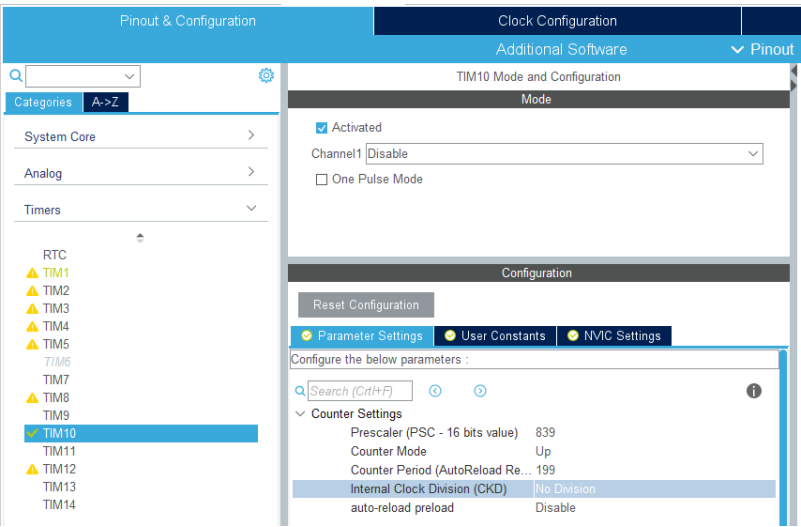 Pinout & Configuration
Clock Configuration
Additional Software
Pinout
Categories
A->Z
System Core
Analog
Timers
RTC
TIM1
TIM2
TIM3
TIM4
TIM5
TIM6
TIM7
TIM8
TIM9
TIM10
TIM11
TIM12
TIM13
TIM14
TIM10 Mode and Configuration
Mode
Activated
Channel1 Disable
One Pulse Mode
Configuration
Reset Configuration
Parameter Settings
User Constants
NVIC Settings
Configure the below parameters :
Search (Crtl+F)
Counter Settings
Prescaler (PSC - 16 bits value) 839
Counter Mode Up
Counter Period (AutoReload Re... 199
Internal Clock Division (CKD) No Division
auto-reload preload Disable